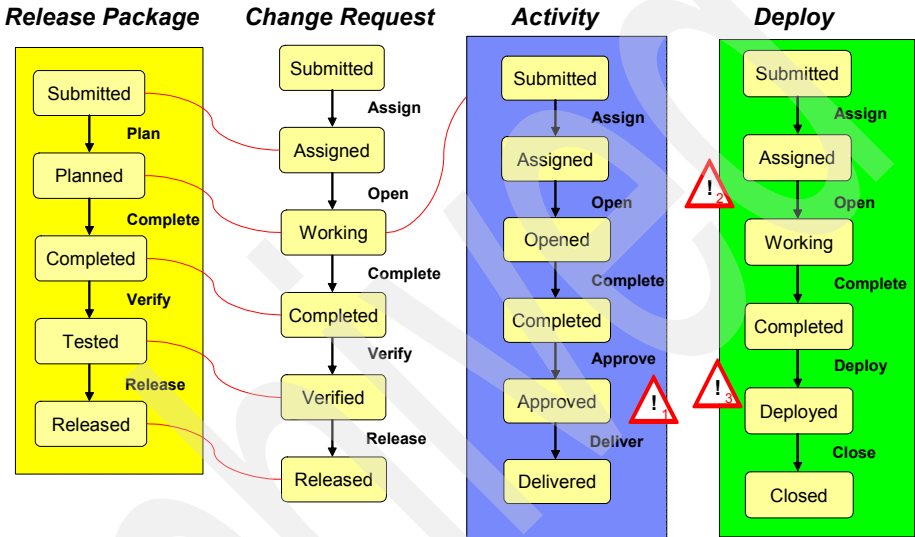 Release Package
Change Request
Activity
Deploy
Submitted
Plan
Planned
Complete
Completed
Verify
Tested
Release
Released
Submitted
Assign
Assigned
Open
Working
Complete
Completed
Verify
Verified
Release
Released
Submitted
Assign
Assigned
Open
Opened
Complete
Completed
Approve
Approved
! 1
Deliver
Delivered
Submitted
Assign
Assigned
! 2
Open
Working
Complete
Completed
Deploy
! 3
Deployed
Close
Closed